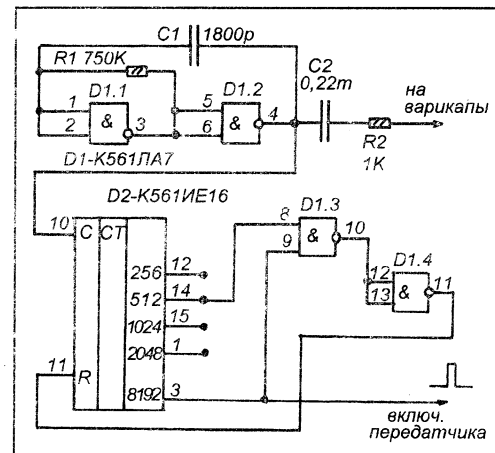 C1
1800p
R1 750K
C2
0,22m
на
варикапы
D1.1
D1.2
1
2
&
3
5
6
&
4
R2
1K
D1-К561ЛА7
D2-К561ИЕ16
D1.3
10
C
CT
8
9
&
10
D1.4
256
12
512
14
1024
15
2048
1
12
13
&
11
11
R
8192
3
включ.
передатчика